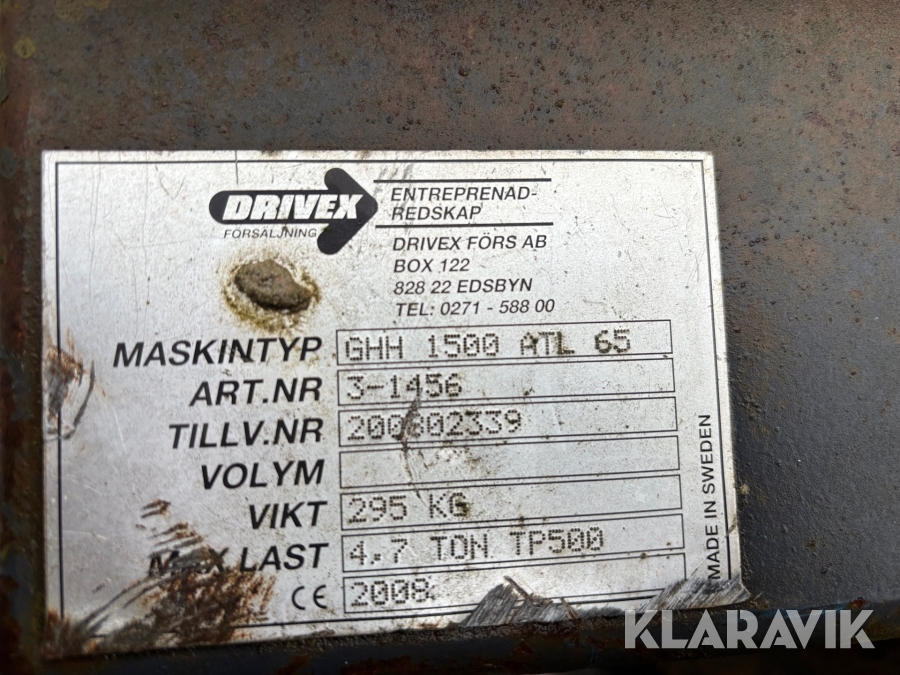 DRIVEX
FÖRSÄLJNING
ENTREPRENAD-
REDSKAP
DRIVEX FÖRS AB
BOX 122
828 22 EDSBYN
TEL: 0271 - 588 00
MASKINTYP GHH 1500 ATL 65
ART.NR 3-1456
TILLV.NR 200802339
VOLYM
VIKT 295 KG
MAX LAST 4.7 TON TP500
CE 2008
MADE IN SWEDEN
KLARAVIK